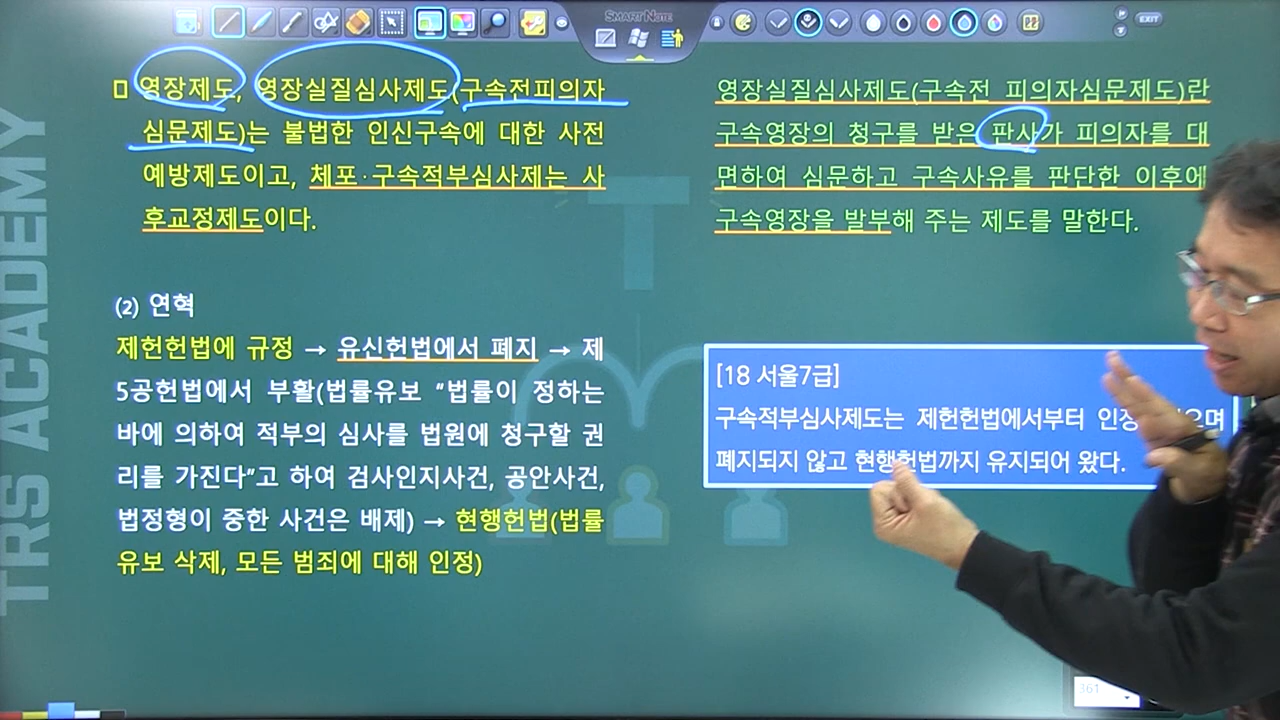 SMART NOTE
EXIT
□ 영장제도, 영장실질심사제도(구속전피의자
심문제도)는 불법한 인신구속에 대한 사전
예방제도이고, 체포·구속적부심사제는 사
후교정제도이다.
(2) 연혁
제헌헌법에 규정 → 유신헌법에서 폐지 → 제
5공헌법에서 부활(법률유보 "법률이 정하는
바에 의하여 적부의 심사를 법원에 청구할 권
리를 가진다"고 하여 검사인지사건, 공안사건,
법정형이 중한 사건은 배제) → 현행헌법(법률
유보 삭제, 모든 범죄에 대해 인정)
영장실질심사제도(구속전 피의자심문제도)란
구속영장의 청구를 받은 판사가 피의자를 대
면하여 심문하고 구속사유를 판단한 이후에
구속영장을 발부해 주는 제도를 말한다.
[18 서울7급]
구속적부심사제도는 제헌헌법에서부터 인정 으며
폐지되지 않고 현행헌법까지 유지되어 왔다.
TRS ACADEMY
361